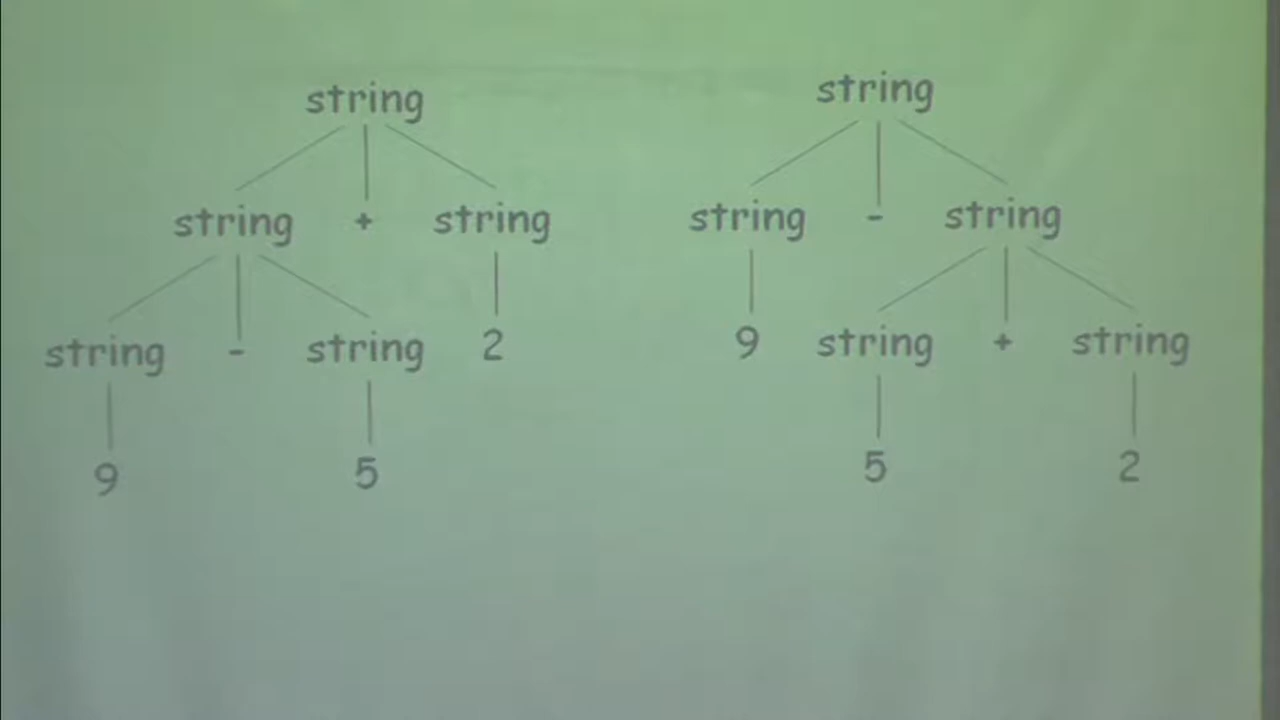 string
string + string
string - string 2
9 5
string
string - string
9 string + string
5 2